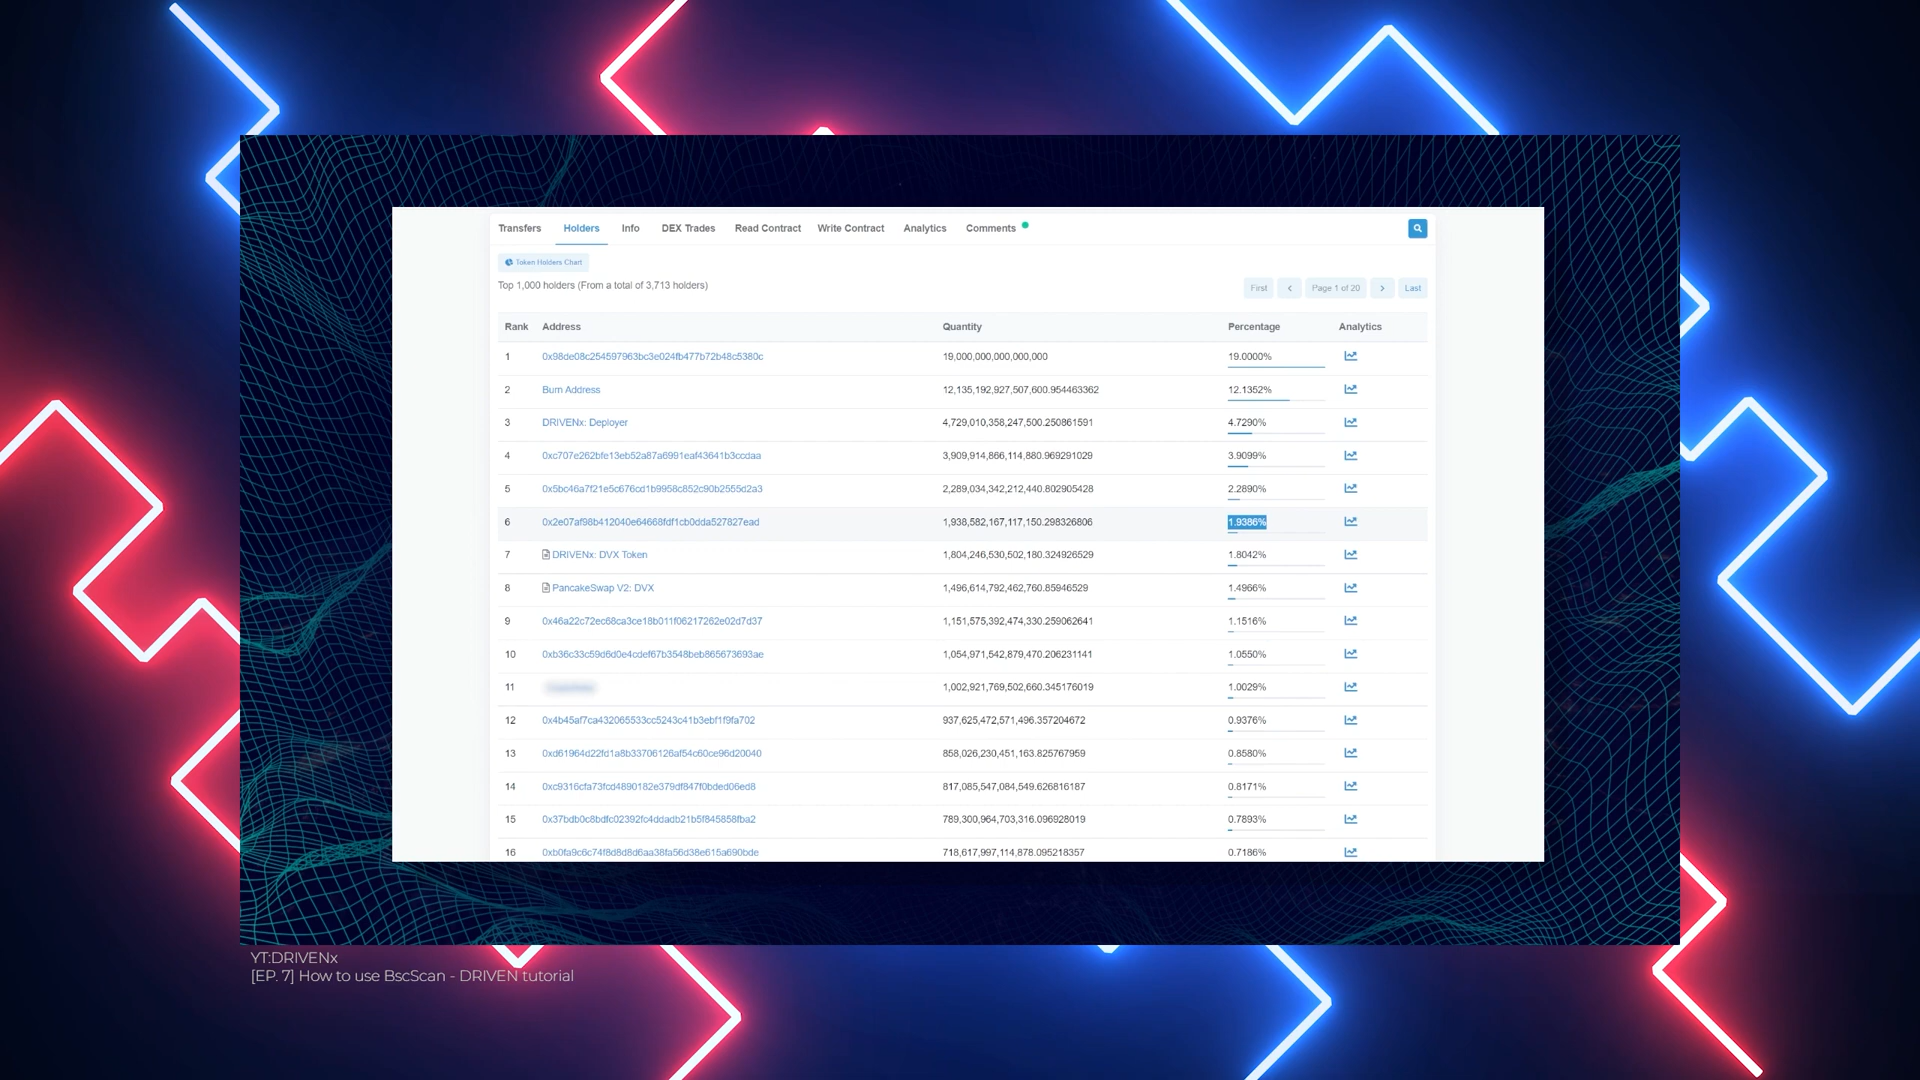 Transfers Holders Info DEX Trades Read Contract Write Contract Analytics Comments
Token Holders Chart
Top 1,000 holders (From a total of 3,713 holders)
First Page 1 of 20 Last
Rank Address Quantity Percentage Analytics
1 0x98de08c254597963bc3e024fb477b72b48c5380c 19,000,000,000,000,000 19.0000%
2 Burn Address 12,135,192,927,507,600.954463362 12.1352%
3 DRIVENx: Deployer 4,729,010,358,247,500.250861591 4.7290%
4 0xc707e262bfe13eb52a87a6991eaf43641b3ccdaa 3,909,914,866,114,880.969291029 3.9099%
5 0x5bc46a7f21e5c676cd1b9958c852c90b2555d2a3 2,289,034,342,212,440.802905428 2.2890%
6 0x2e07af98b412040e64668fdf1cb0dda527827ead 1,938,582,167,117,150.298326806 1.9386%
7 DRIVENx: DVX Token 1,804,246,530,502,180.324926529 1.8042%
8 PancakeSwap V2: DVX 1,496,614,792,462,760.85946529 1.4966%
9 0x46a22c72ec68ca3ce18b011f06217262e02d7d37 1,151,575,392,474,330.259062641 1.1516%
10 0xb36c33c59d6d0e4cdef67b3548beb865673693ae 1,054,971,542,879,470.206231141 1.0550%
11 1,002,921,769,502,660.345176019 1.0029%
12 0x4b45af7ca432065533cc5243c41b3ebf1f9fa702 937,625,472,571,496.357204672 0.9376%
13 0xd61964d22fd1a8b33706126af54c60ce96d20040 858,026,230,451,163.825767959 0.8580%
14 0xc9316cfa73fcd4890182e379df847f0bded06ed8 817,085,547,084,549.626816187 0.8171%
15 0x37bdb0c8bdfc02392fc4ddadb21b5f845858fba2 789,300,964,703,316.096928019 0.7893%
16 0xb0fa9c6c74f8d8d8d6aa38fa56d38e615a690bde 718,617,997,114,878.095218357 0.7186%
YT:DRIVENx
[EP. 7] How to use BscScan - DRIVEN tutorial